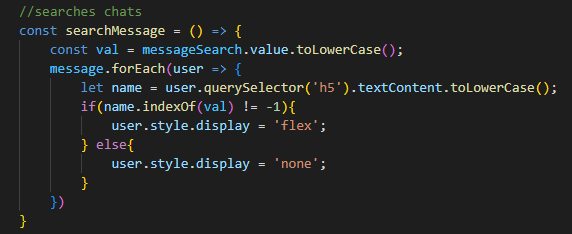 //searches chats
const searchMessage = () => {
    const val = messageSearch.value.toLowerCase();
    message.forEach(user => {
        let name = user.querySelector('h5').textContent.toLowerCase();
        if(name.indexOf(val) != -1){
            user.style.display = 'flex';
        } else{
            user.style.display = 'none';
        }
    })
}